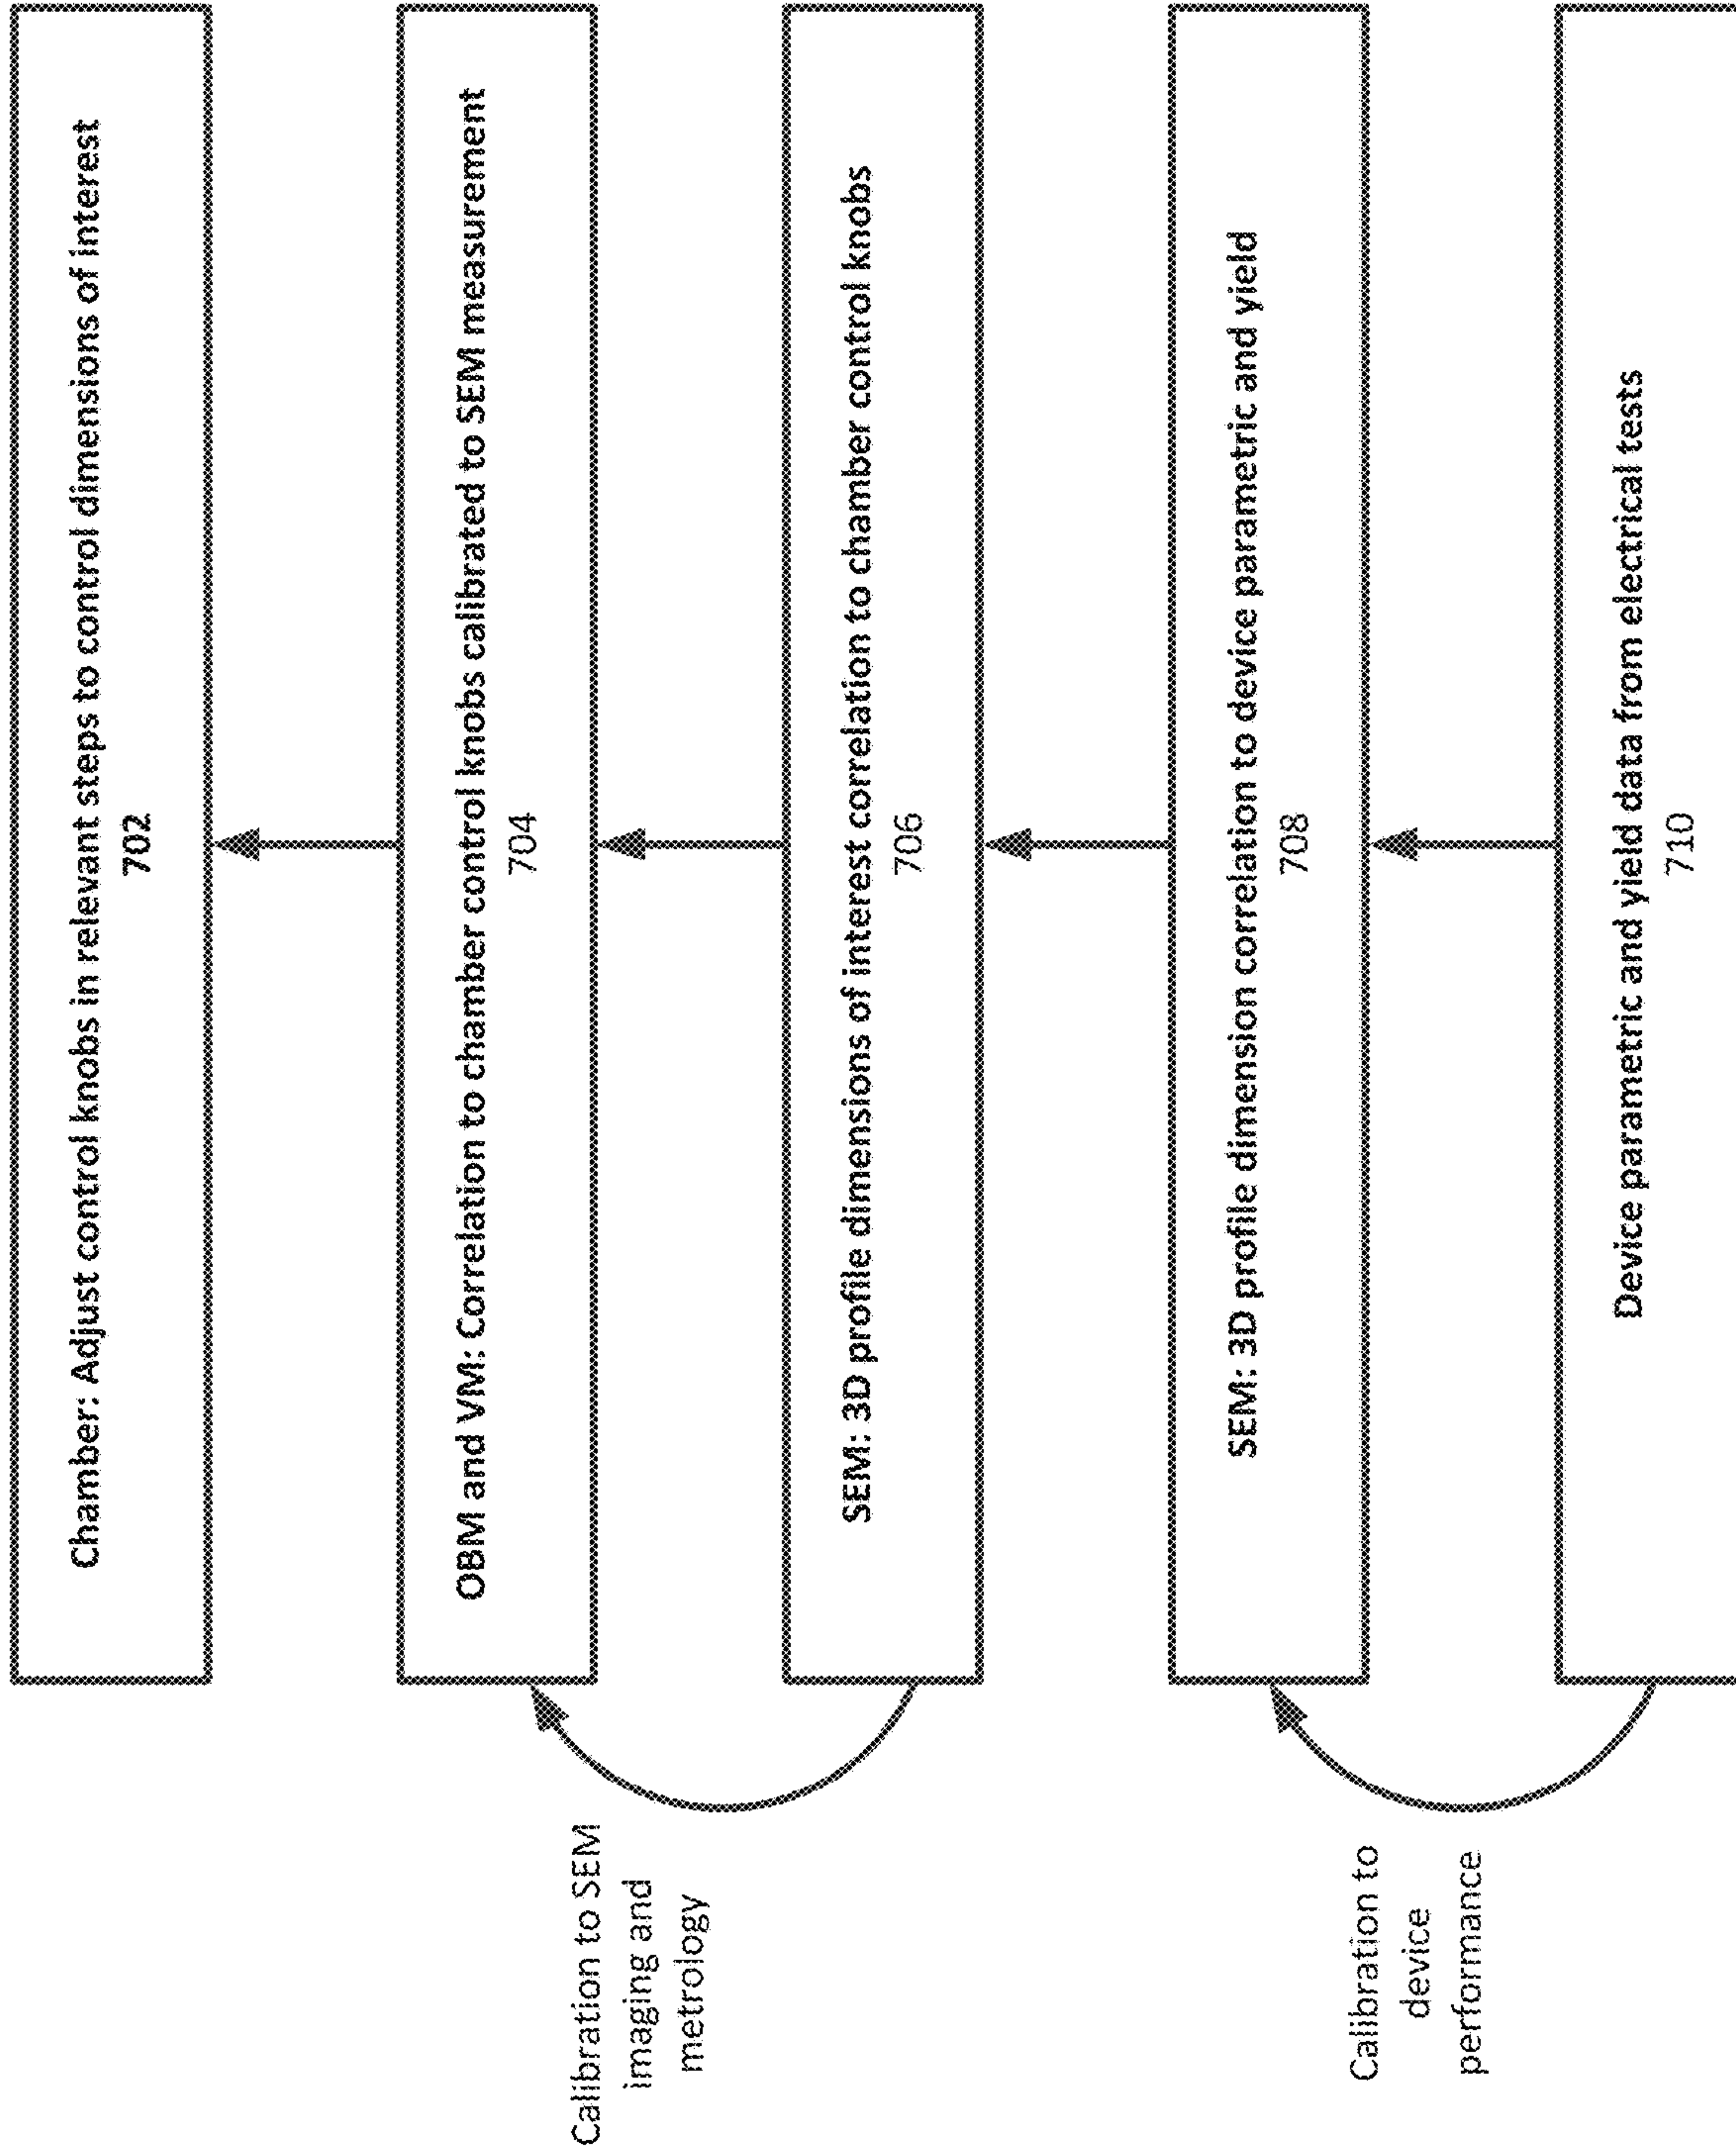 Chamber: Adjust control knobs in relevant steps to control dimensions of interest
702
OBM and VM: Correlation to chamber control knobs calibrated to SEM measurement
704
Calibration to SEM
imaging and
metrology
SEM: 3D profile dimensions of interest correlation to chamber control knobs
706
SEM: 3D profile dimension correlation to device parametric and yield
708
Calibration to
device
performance
Device parametric and yield data from electrical tests
710